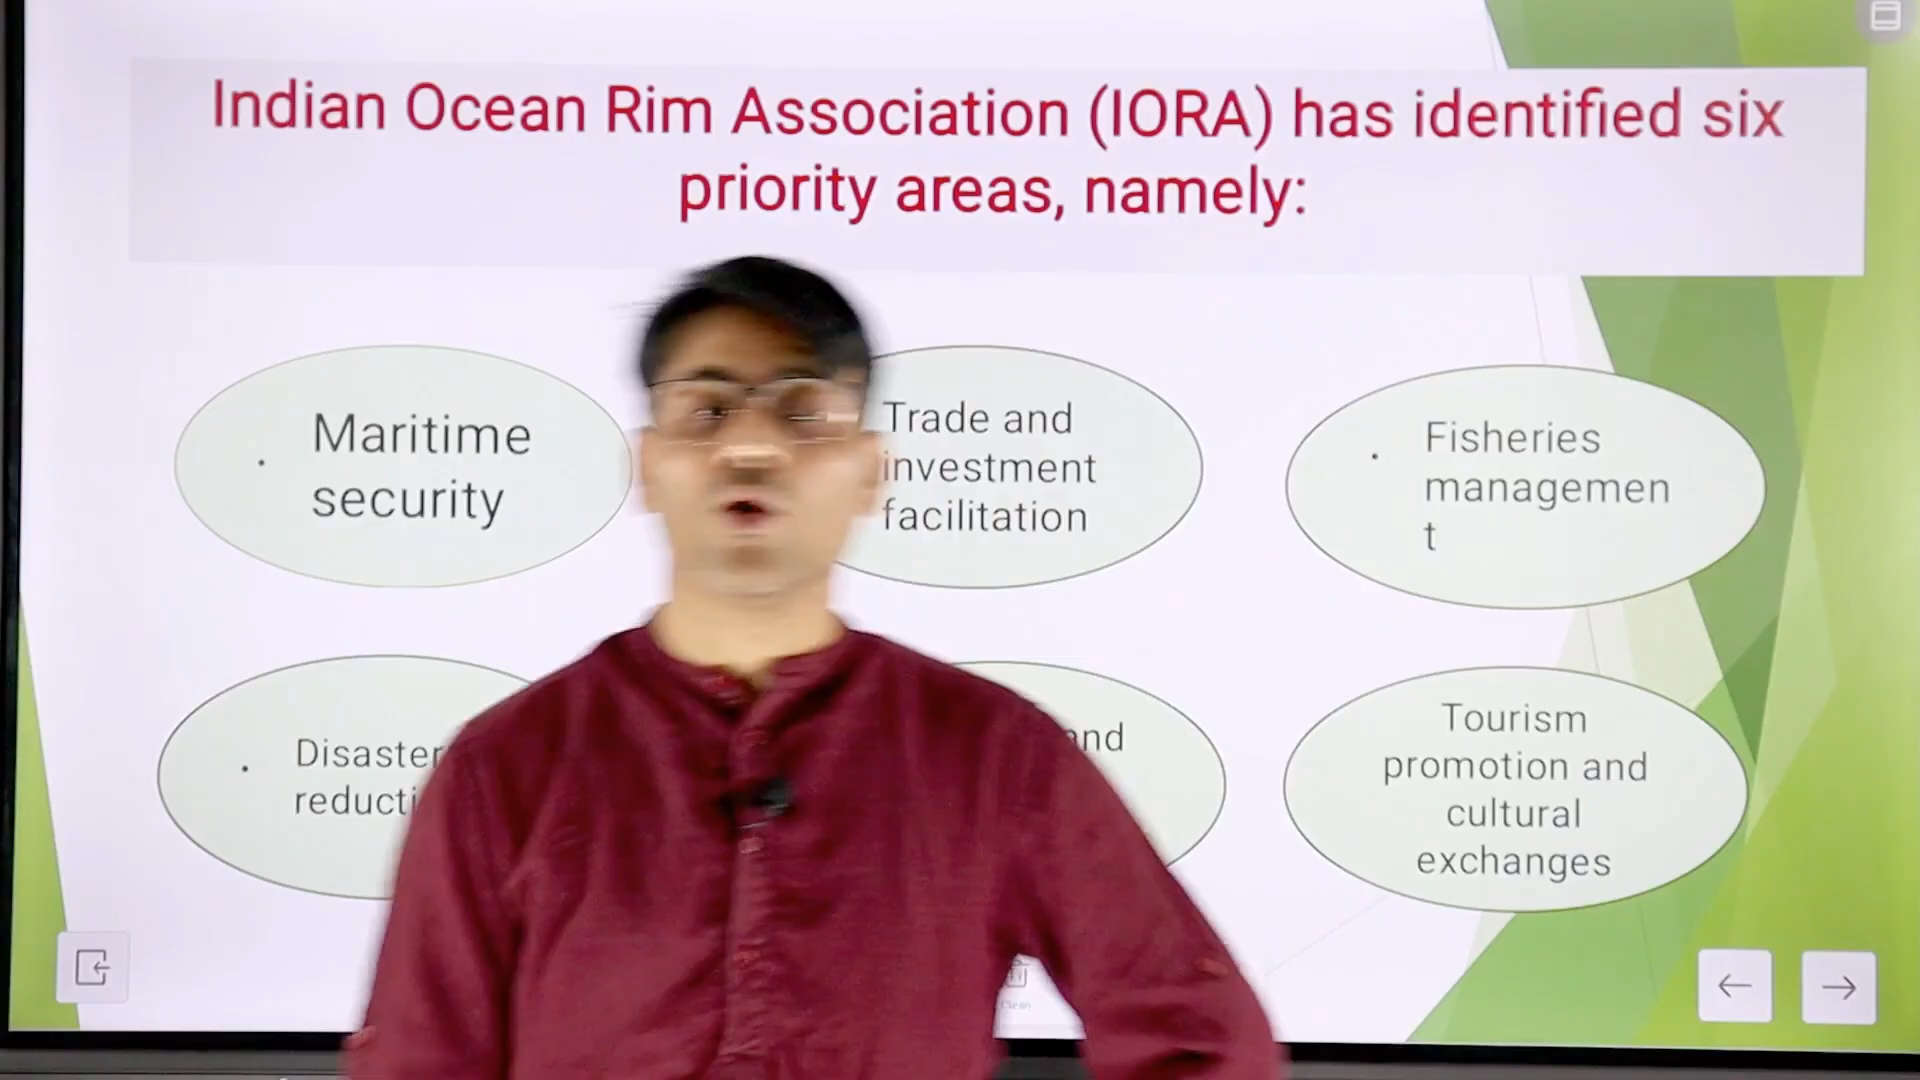 Indian Ocean Rim Association (IORA) has identified six
priority areas, namely:
Maritime
security
Trade and
investment
facilitation
Fisheries
managemen
t
Disaster
reducti
and
Tourism
promotion and
cultural
exchanges
Clean